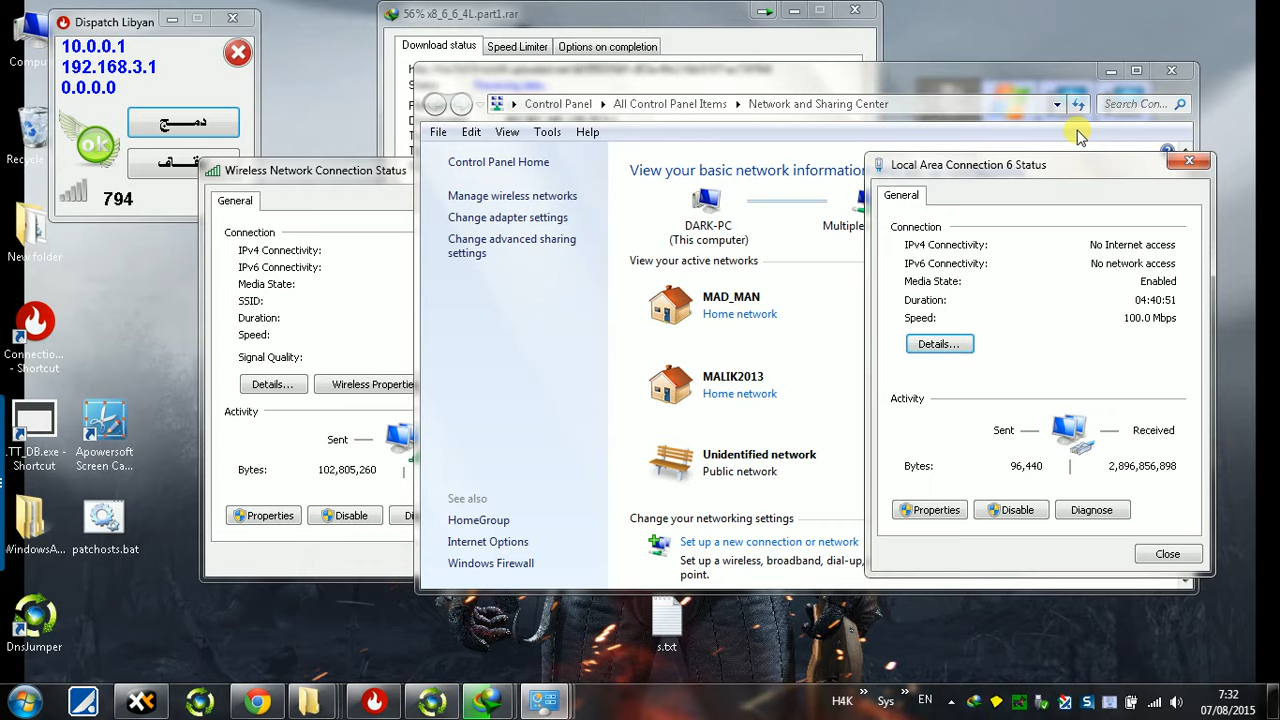 Dispatch Libyan
10.0.0.1
192.168.3.1
0.0.0.0
دمــــج
ok
794
56% x8_6_6_4L.part1.rar
Download status
Speed Limiter
Options on completion
Control Panel
All Control Panel Items
Network and Sharing Center
Search Con...
File
Edit
View
Tools
Help
Control Panel Home
Manage wireless networks
Change adapter settings
Change advanced sharing
settings
See also
HomeGroup
Internet Options
Windows Firewall
View your basic network informatio
DARK-PC
(This computer)
Multiple
View your active networks
MAD_MAN
Home network
MALIK2013
Home network
Unidentified network
Public network
Change your networking settings
Set up a new connection or network
Set up a wireless, broadband, dial-up,
point.
Wireless Network Connection Status
General
Connection
IPv4 Connectivity:
IPv6 Connectivity:
Media State:
SSID:
Duration:
Speed:
Signal Quality:
Details...
Wireless Propertie
Activity
Sent
Bytes:
102,805,260
Properties
Disable
Di
Local Area Connection 6 Status
General
Connection
IPv4 Connectivity:
No Internet access
IPv6 Connectivity:
No network access
Media State:
Enabled
Duration:
04:40:51
Speed:
100.0 Mbps
Details...
Activity
Sent
Received
Bytes:
96,440
2,896,856,898
Properties
Disable
Diagnose
Close
Compu
Recycle
New folder
Connectio...
- Shortcut
.TT_DB.exe -
Shortcut
Apowersoft
Screen Ca...
WindowsA...
patchosts.bat
DnsJumper
s.txt
H4K
Sys
EN
7:32
07/08/2015